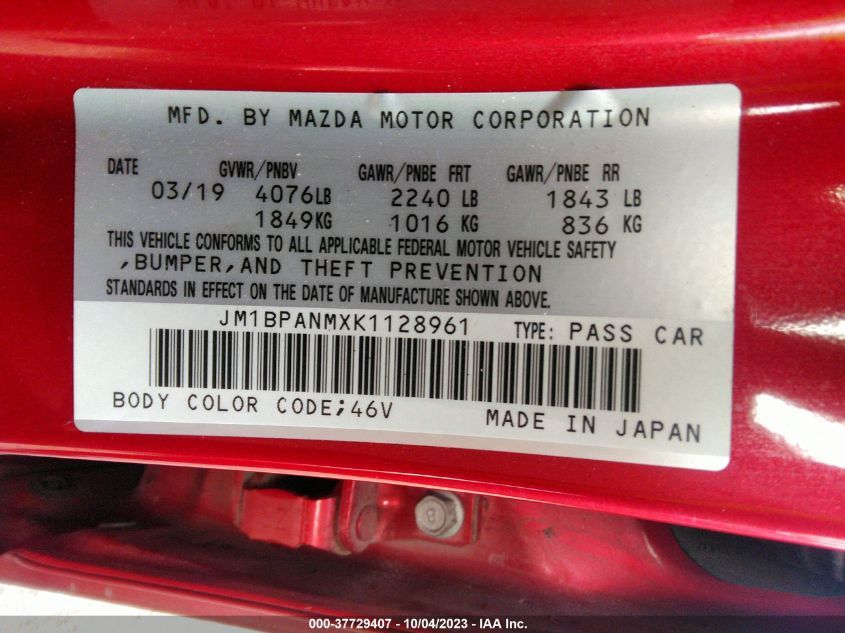 MFD. BY MAZDA MOTOR CORPORATION
DATE GVWR/PNBV GAWR/PNBE FRT GAWR/PNBE RR
03/19 4076LB 2240 LB 1843 LB
1849KG 1016 KG 836 KG
THIS VEHICLE CONFORMS TO ALL APPLICABLE FEDERAL MOTOR VEHICLE SAFETY
,BUMPER,AND THEFT PREVENTION
STANDARDS IN EFFECT ON THE DATE OF MANUFACTURE SHOWN ABOVE.
JM1BPANMXK1128961 TYPE: PASS CAR
BODY COLOR CODE;46V MADE IN JAPAN
000-37729407 - 10/04/2023 - IAA Inc.